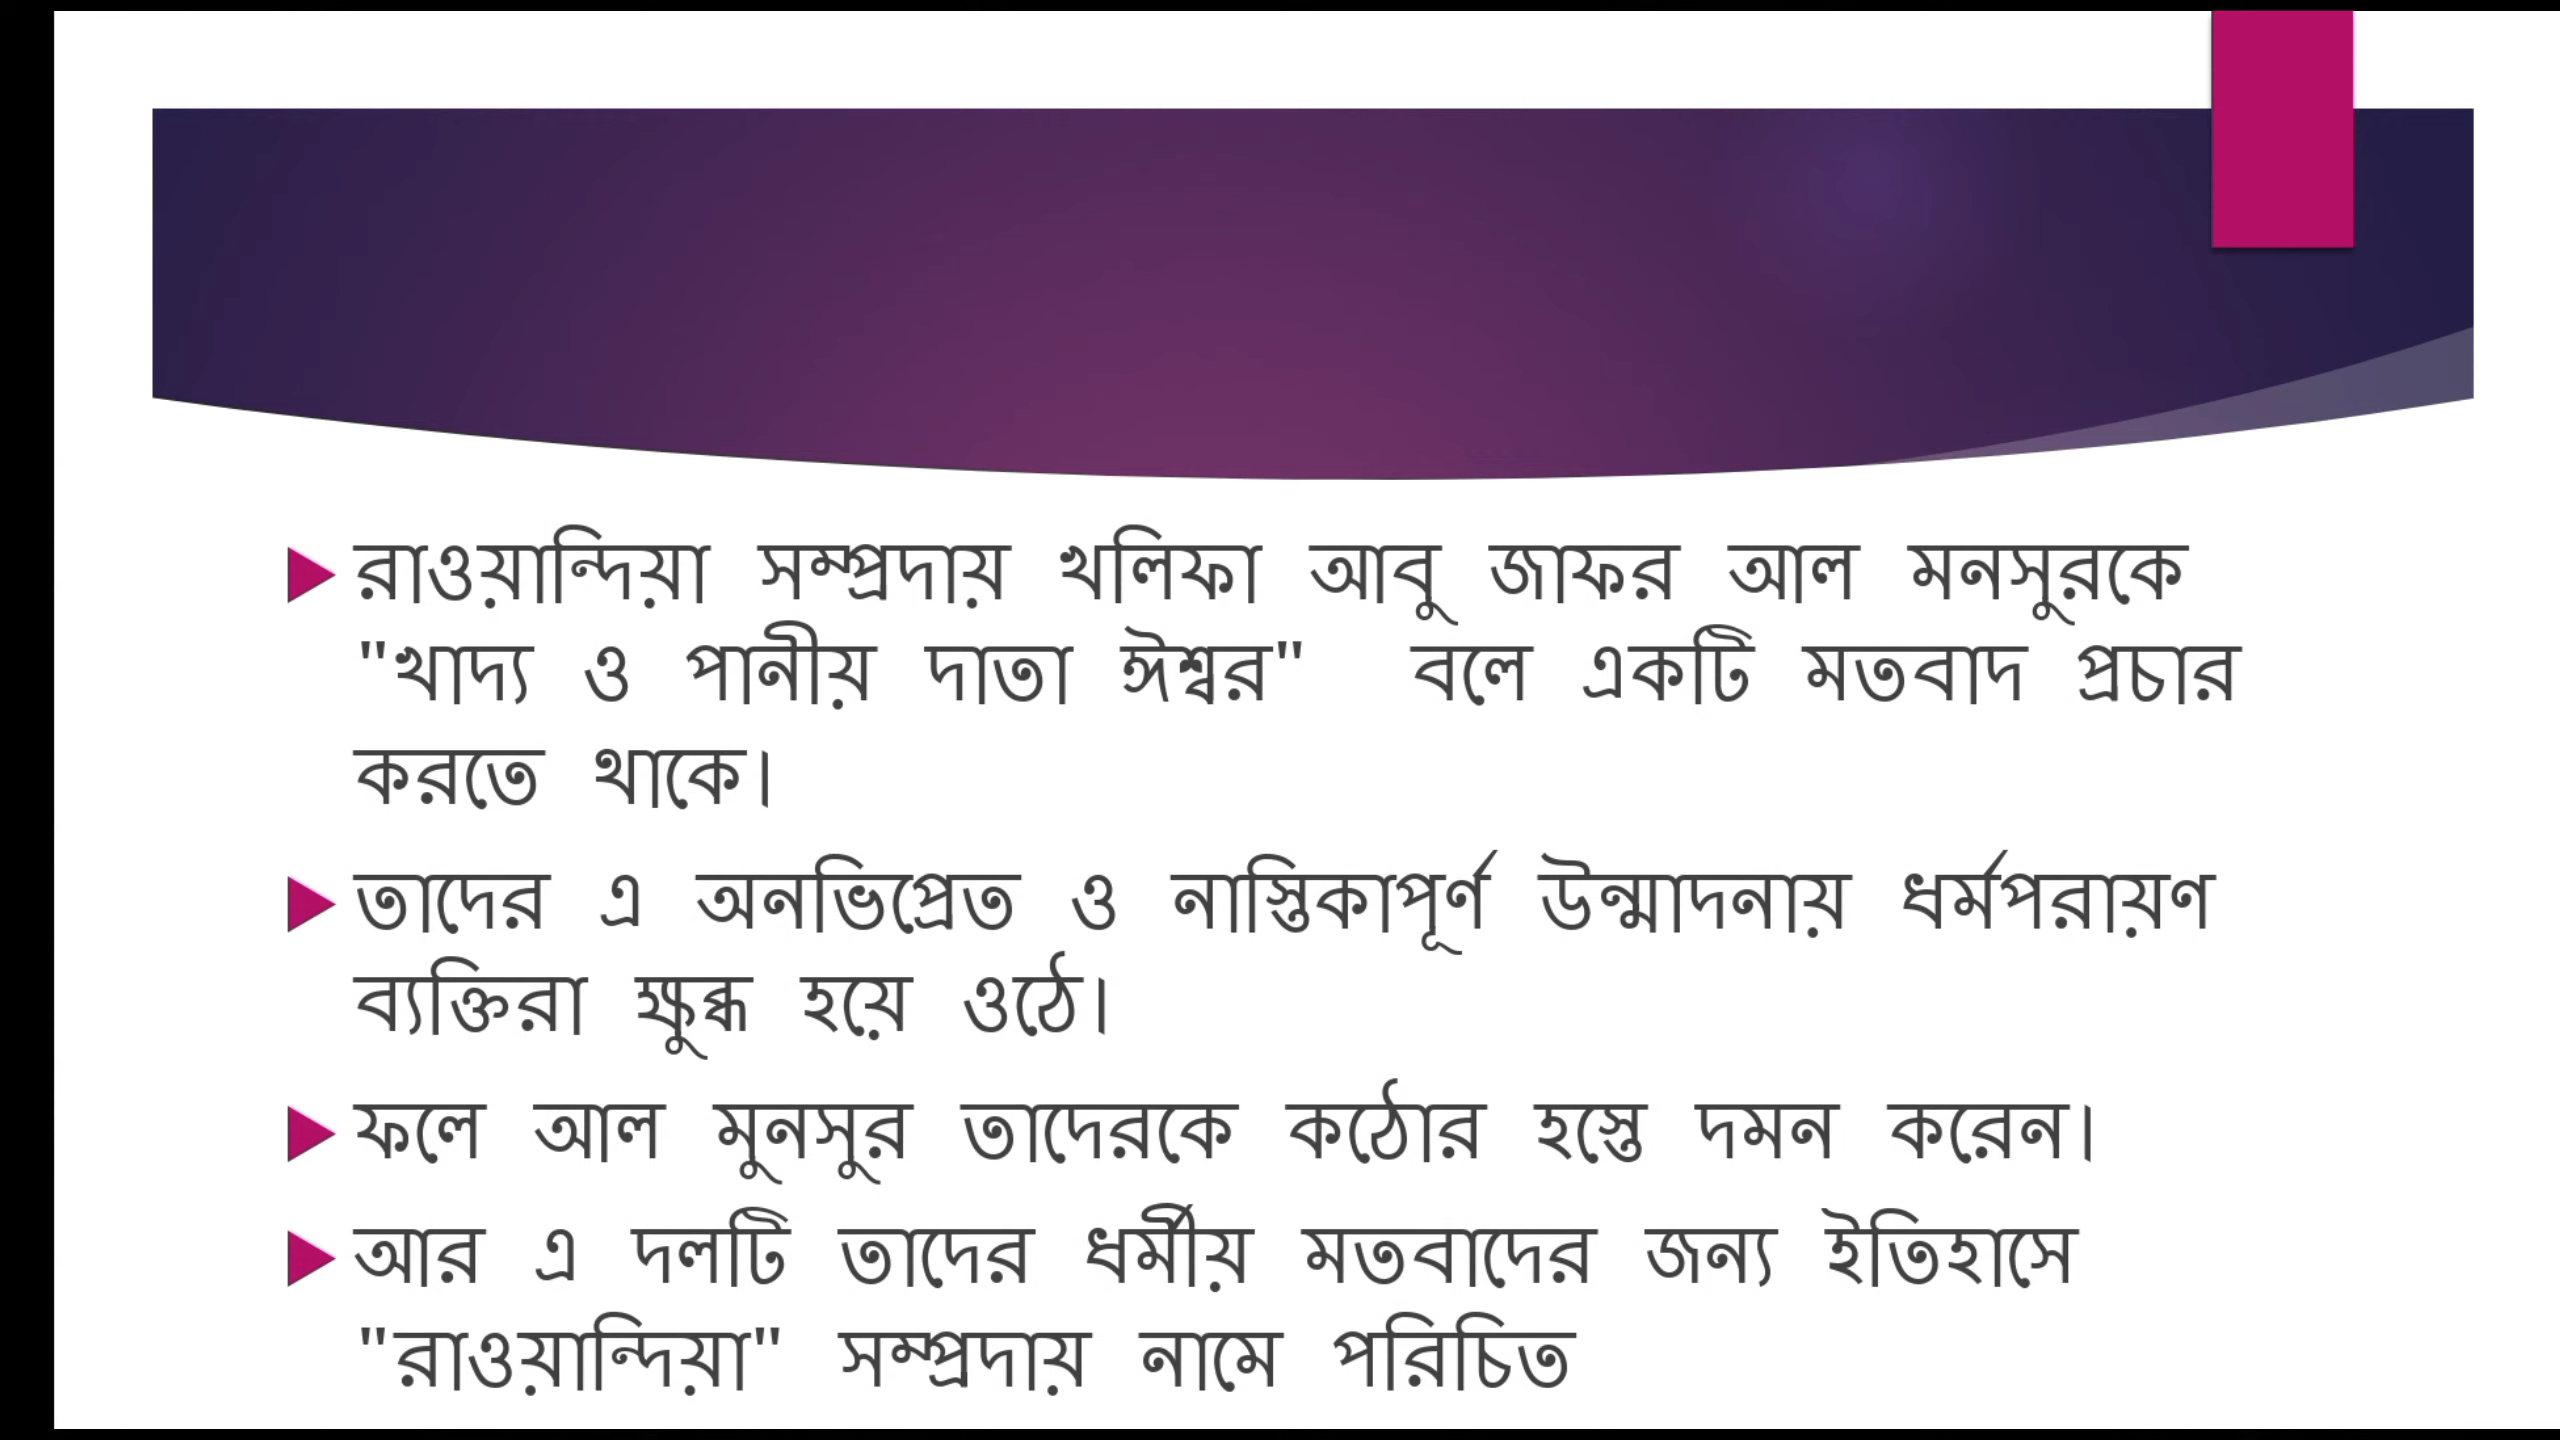 রাওয়ান্দিয়া সম্প্রদায় খলিফা আবু জাফর আল মনসুরকে
"খাদ্য ও পানীয় দাতা ঈশ্বর" বলে একটি মতবাদ প্রচার
করতে থাকে।
তাদের এ অনভিপ্রেত ও নাস্তিকাপূর্ণ উন্মাদনায় ধর্মপরায়ণ
ব্যক্তিরা ক্ষুব্ধ হয়ে ওঠে।
ফলে আল মুনসুর তাদেরকে কঠোর হস্তে দমন করেন।
আর এ দলটি তাদের ধর্মীয় মতবাদের জন্য ইতিহাসে
"রাওয়ান্দিয়া" সম্প্রদায় নামে পরিচিত